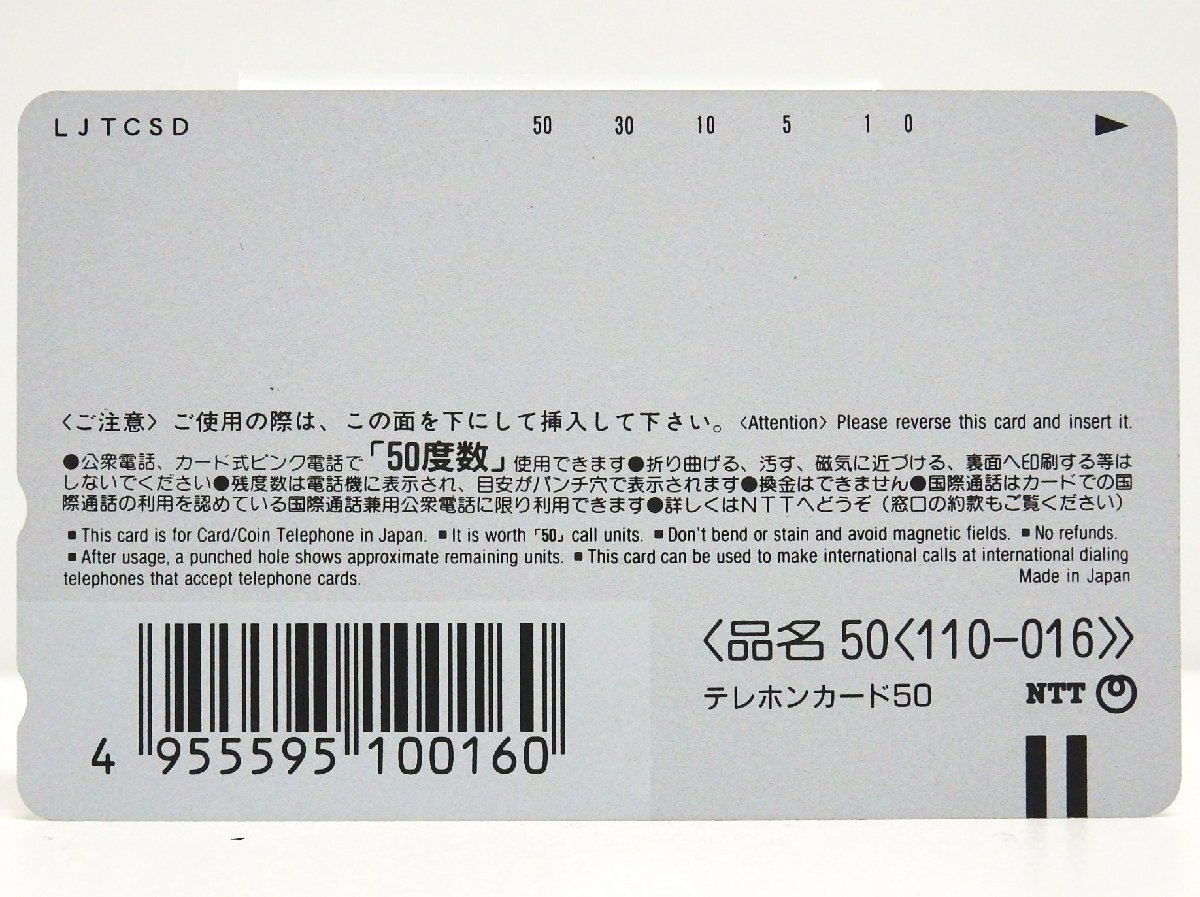 LJTCSD 50 30 10 5 1 0
〈ご注意〉ご使用の際は、この面を下にして挿入して下さい。〈Attention〉Please reverse this card and insert it.
●公衆電話、カード式ピンク電話で「50度数」使用できます●折り曲げる、汚す、磁気に近づける、裏面へ印刷する等は
しないでください●残度数は電話機に表示され、目安がパンチ穴で表示されます●換金はできません●国際通話はカードでの国
際通話の利用を認めている国際通話兼用公衆電話に限り利用できます●詳しくはNTTへどうぞ(窓口の約款もご覧ください)
■This card is for Card/Coin Telephone in Japan. ■It is worth「50」call units. ■Don't bend or stain and avoid magnetic fields. ■No refunds.
■After usage, a punched hole shows approximate remaining units. ■This card can be used to make international calls at international dialing
telephones that accept telephone cards. Made in Japan
〈品名 50〈110-016〉〉
テレホンカード50 NTT
4 955595 100160